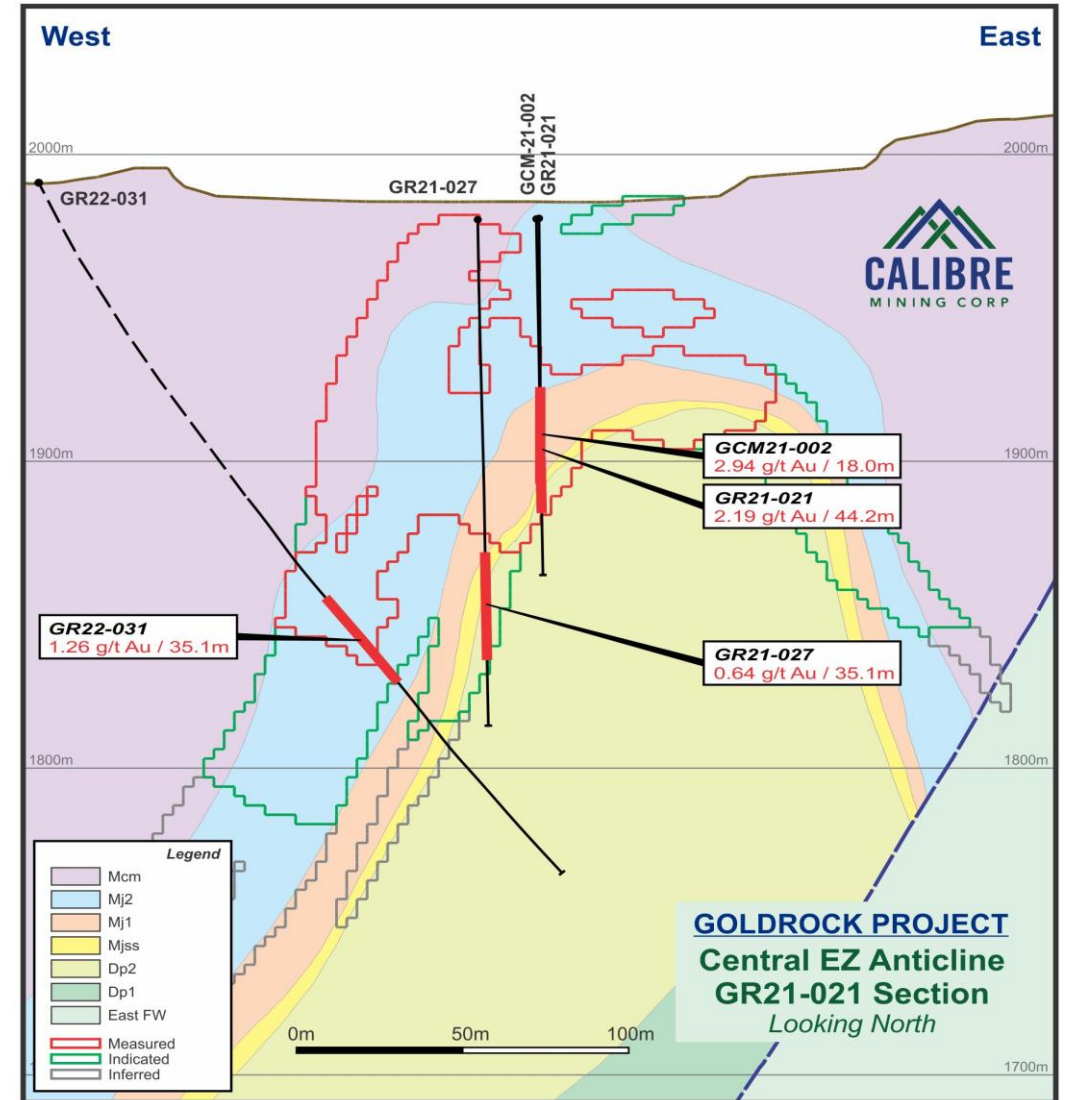 West
East
2000m
2000m
GCM-21-002
GR21-021
GR22-031
GR21-027
CALIBRE
MINING CORP
1900m
1900m
GCM21-002
2.94 g/t Au / 18.0m
GR21-021
2.19 g/t Au / 44.2m
GR22-031
1.26 g/t Au / 35.1m
GR21-027
0.64 g/t Au / 35.1m
1800m
1800m
Legend
Mcm
Mj2
Mj1
Mjss
Dp2
Dp1
East FW
Measured
Indicated
Inferred
GOLDROCK PROJECT
Central EZ Anticline
GR21-021 Section
Looking North
0m
50m
100m
1700m